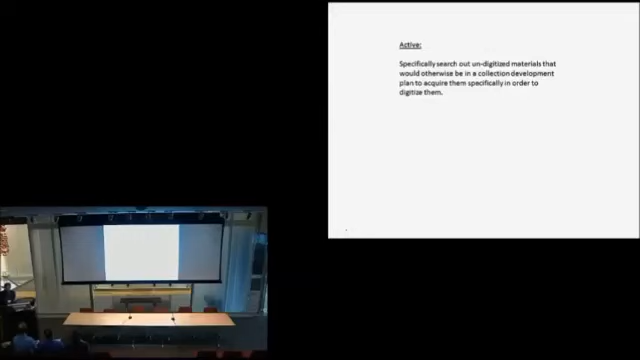 Active:
Specifically search out un-digitized materials that
would otherwise be in a collection development
plan to acquire them specifically in order to
digitize them.